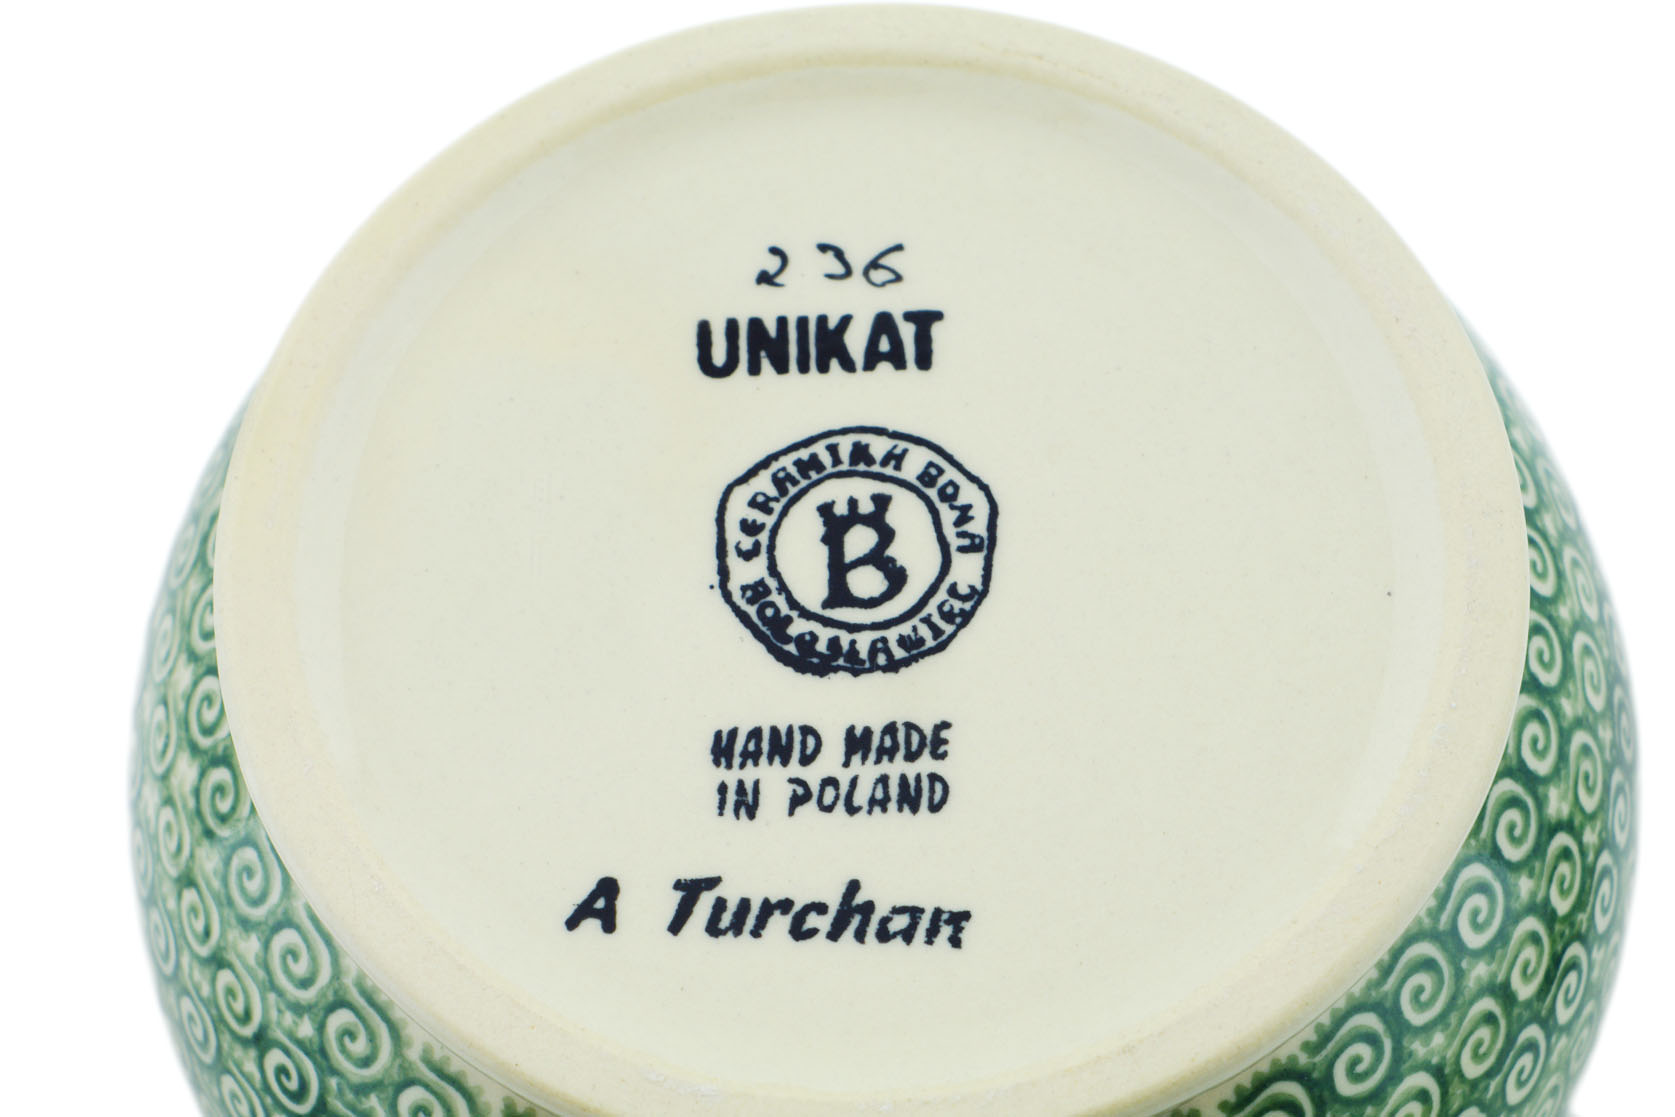 236
UNIKAT
CERAMIKA BONA
BOLESŁAWIEC
B
HAND MADE
IN POLAND
A Turchan